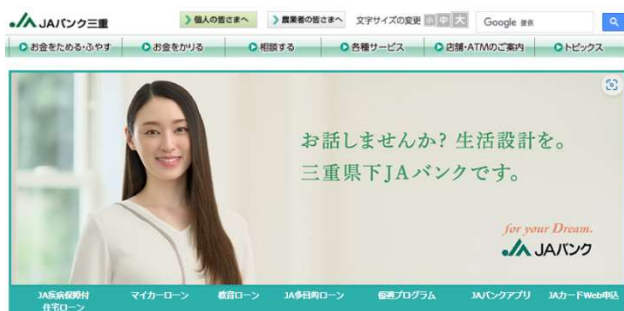 JAバンク三重
個人の皆さまへ
農業者の皆さまへ
文字サイズの変更 小 中 大
Google 提供
お金をためる・ふやす
お金をかりる
相談する
各種サービス
店舗・ATMのご案内
トピックス
お話しませんか? 生活設計を。
三重県下JAバンクです。
for your Dream.
JAバンク
JA疾病保障付
住宅ローン
マイカーローン
教育ローン
JA多目的ローン
優遇プログラム
JAバンクアプリ
JAカードWeb申込